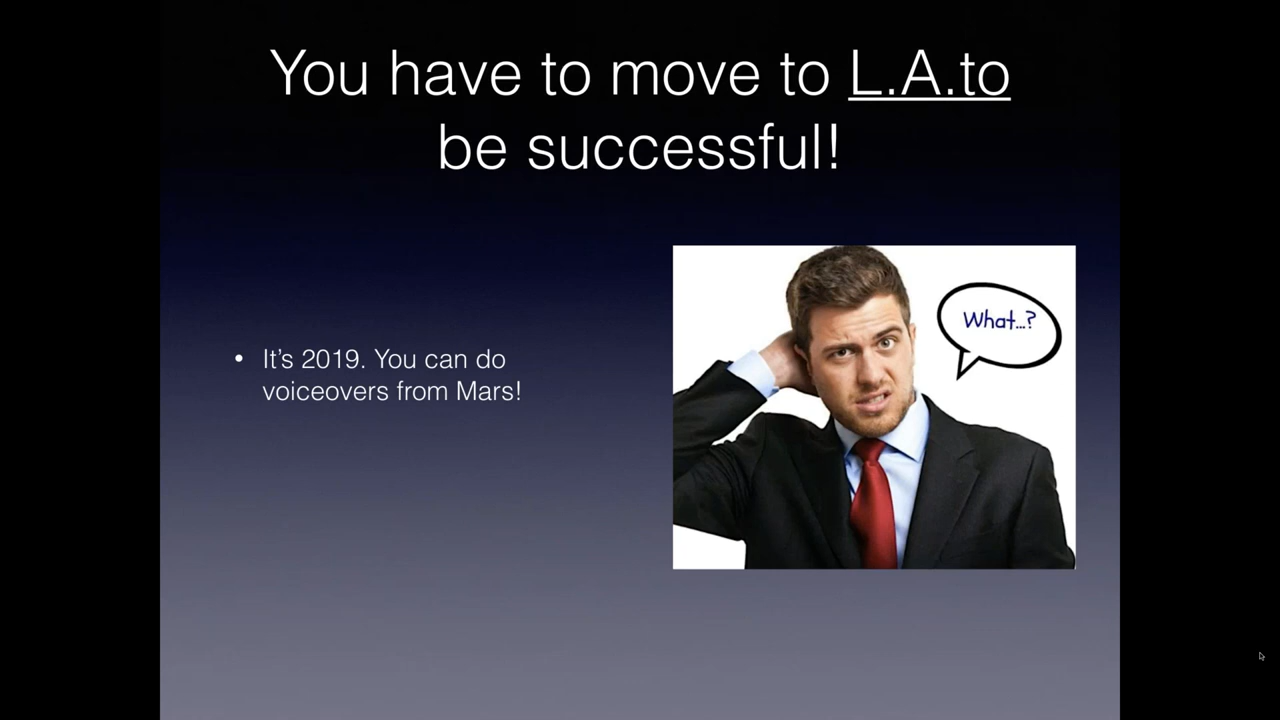 You have to move to L.A.to
be successful!
What...?
• It's 2019. You can do
voiceovers from Mars!